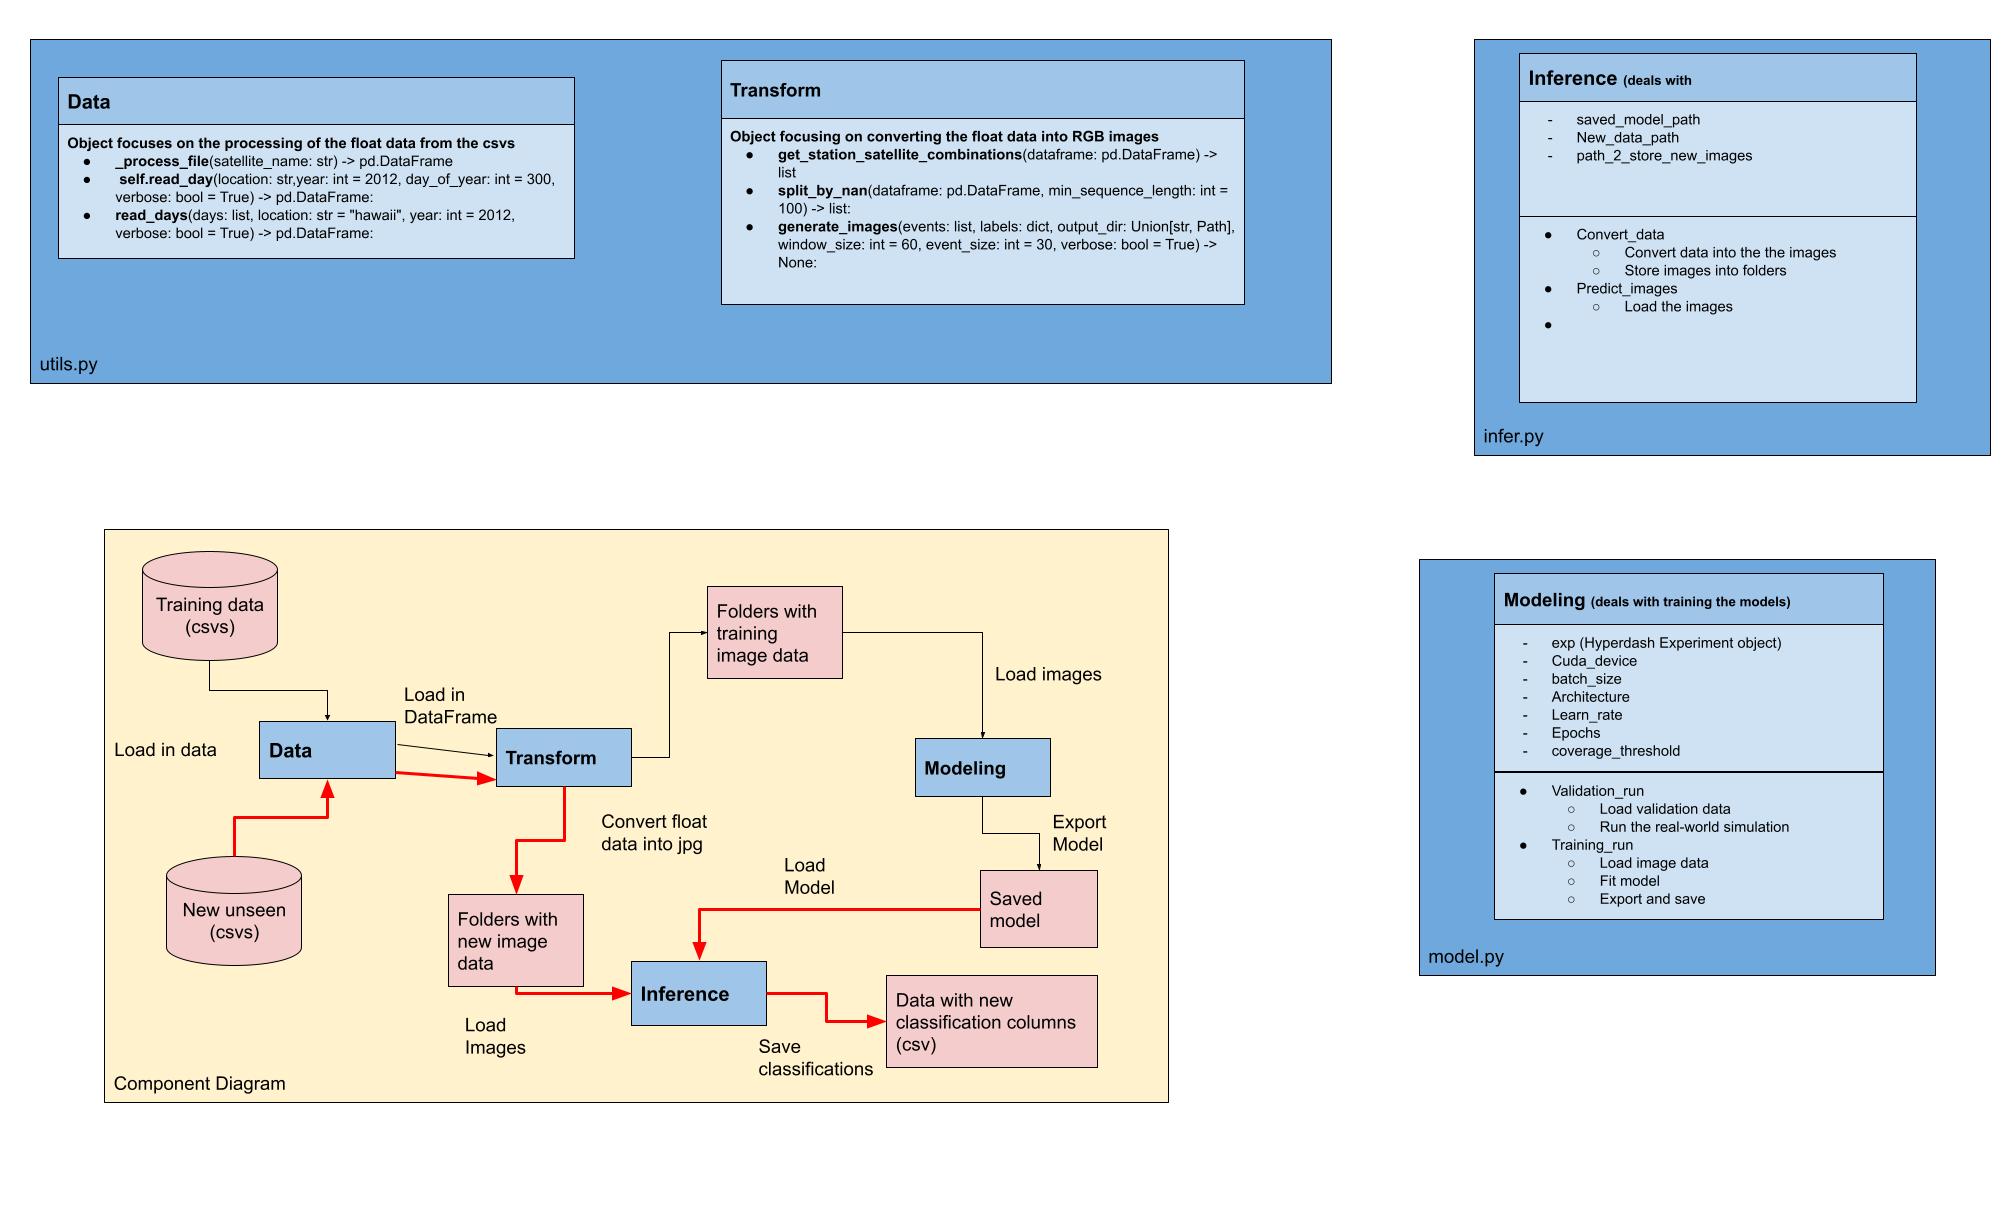 Data
Object focuses on the processing of the float data from the csvs
● _process_file(satellite_name: str) -> pd.DataFrame
● self.read_day(location: str,year: int = 2012, day_of_year: int = 300,
verbose: bool = True) -> pd.DataFrame:
● read_days(days: list, location: str = "hawaii", year: int = 2012,
verbose: bool = True) -> pd.DataFrame:
Transform
Object focusing on converting the float data into RGB images
● get_station_satellite_combinations(dataframe: pd.DataFrame) ->
list
● split_by_nan(dataframe: pd.DataFrame, min_sequence_length: int =
100) -> list:
● generate_images(events: list, labels: dict, output_dir: Union[str, Path],
window_size: int = 60, event_size: int = 30, verbose: bool = True) ->
None:
utils.py
Inference (deals with
- saved_model_path
- New_data_path
- path_2_store_new_images
● Convert_data
○ Convert data into the the images
○ Store images into folders
● Predict_images
○ Load the images
●
infer.py
Training data
(csvs)
Load in data
Data
Load in
DataFrame
Transform
Folders with
training
image data
Load images
Modeling
Export
Model
Saved
model
Load
Model
Convert float
data into jpg
New unseen
(csvs)
Folders with
new image
data
Load
Images
Inference
Save
classifications
Data with new
classification columns
(csv)
Component Diagram
Modeling (deals with training the models)
- exp (Hyperdash Experiment object)
- Cuda_device
- batch_size
- Architecture
- Learn_rate
- Epochs
- coverage_threshold
● Validation_run
○ Load validation data
○ Run the real-world simulation
● Training_run
○ Load image data
○ Fit model
○ Export and save
model.py